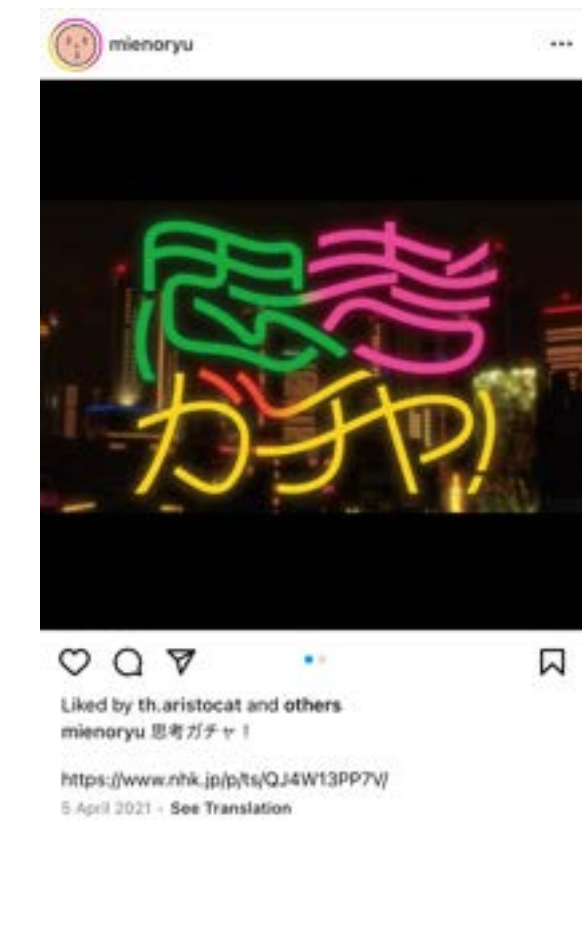 mienoryu
思考
ガチャ!
Liked by th.aristocat and others
mienoryu 思考ガチャ！
https://www.nhk.jp/p/ts/QJ4W13PP7V/
5 April 2021 - See Translation